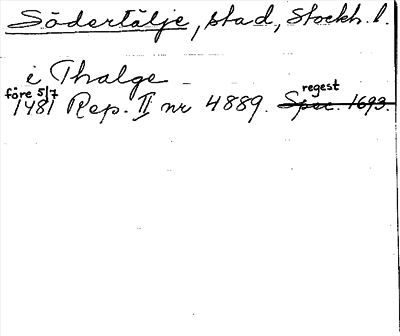 Södertälje, stad, Stockh. l.
i Thalge
före 5/7 regest
1481 Rep. II nr 4889. Spec. 1693.